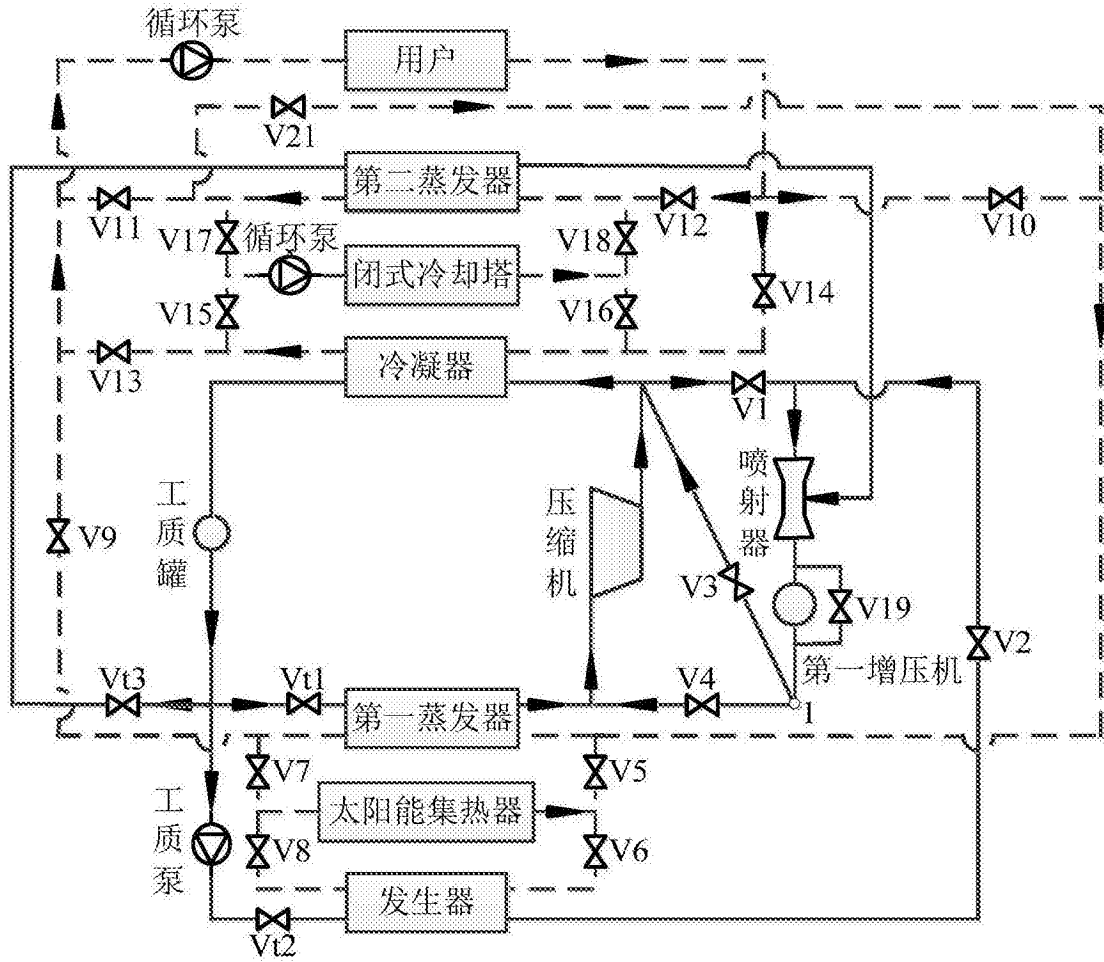 循环泵
用户
V21
第二蒸发器
V11
V12
V10
V17
循环泵
V18
闭式冷却塔
V14
V15
V16
V13
冷凝器
V1
工质罐
压缩机
喷射器
V9
V3
V19
V2
第一增压机
Vt3
Vt1
第一蒸发器
V4
1
V7
V5
太阳能集热器
V8
V6
工质泵
发生器
Vt2